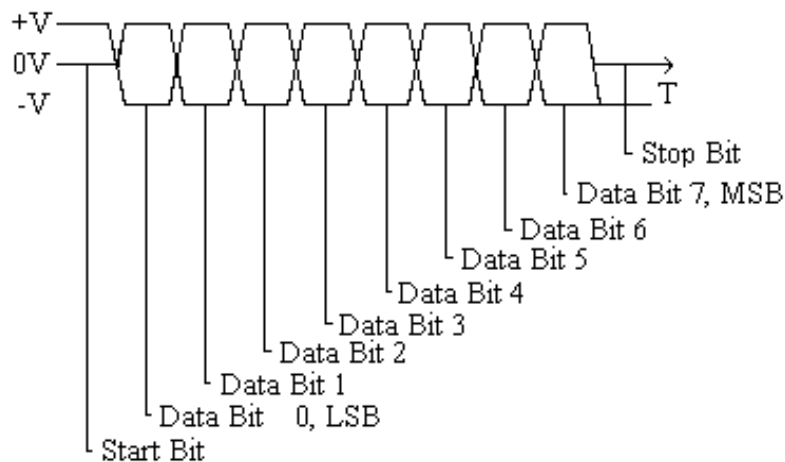 +V
0V
-V
T
Stop Bit
Data Bit 7, MSB
Data Bit 6
Data Bit 5
Data Bit 4
Data Bit 3
Data Bit 2
Data Bit 1
Data Bit 0, LSB
Start Bit